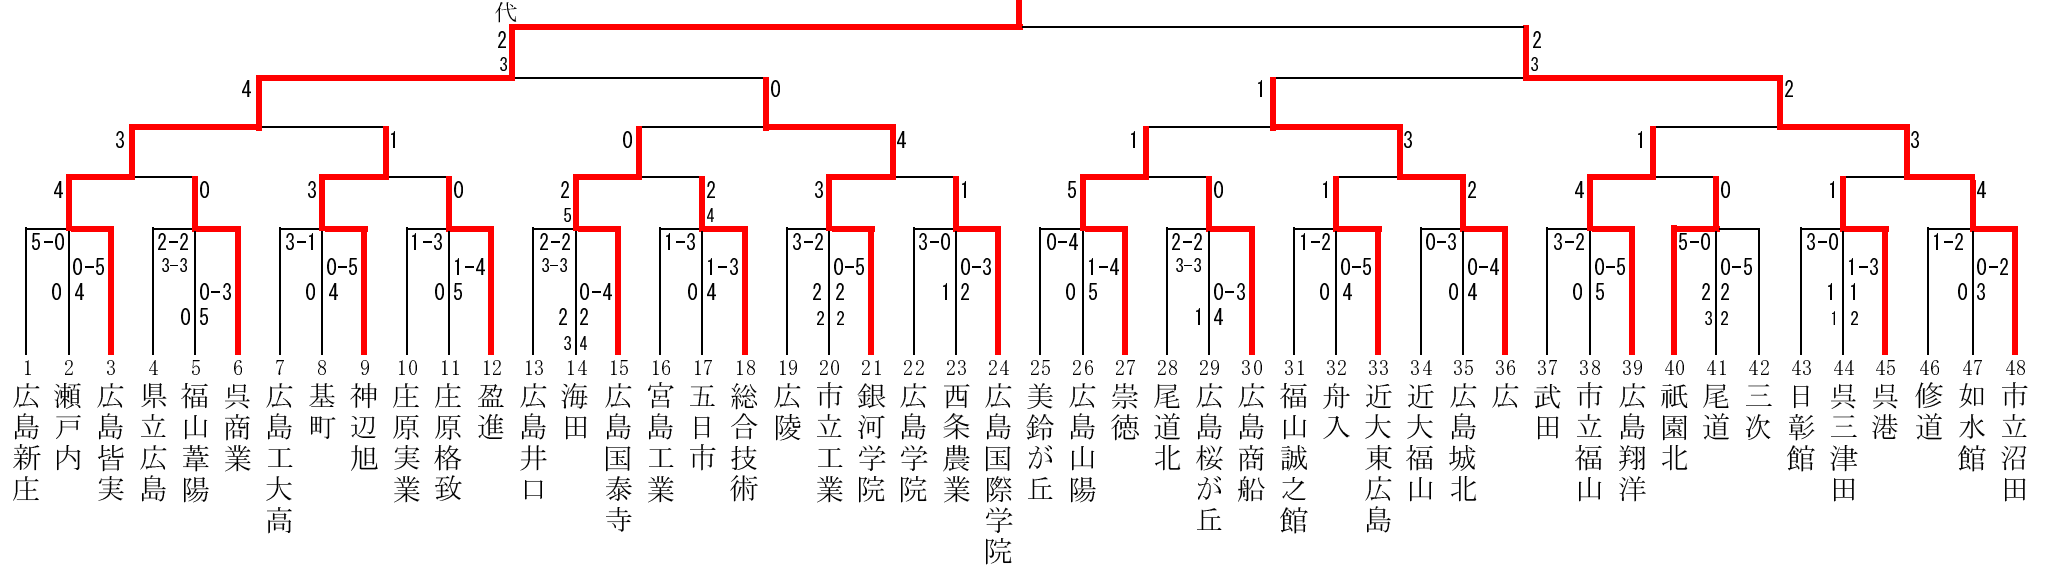 代
2 2
3 3
4 0 1 2
3 1 0 4 1 3 1 3
4 0 3 0 2 2 3 1 5 0 1 2 4 0 1 4
5 4
5-0 2-2 3-1 1-3 2-2 1-3 3-2 3-0 0-4 2-2 1-2 0-3 3-2 5-0 3-0 1-2
0-5 3-3 0-5 1-4 3-3 1-3 0-5 0-3 1-4 3-3 0-5 0-4 0-5 0-5 1-3 0-2
0 4 0-3 0 4 0 5 0-4 0 4 2 2 1 2 0 5 0-3 0 4 0 4 0 5 2 2 1 1 0 3
0 5 2 2 2 2 1 4 3 2 1 2
3 4
1 2 3 4 5 6 7 8 9 10 11 12 13 14 15 16 17 18 19 20 21 22 23 24 25 26 27 28 29 30 31 32 33 34 35 36 37 38 39 40 41 42 43 44 45 46 47 48
広島新庄
瀬戸内
広島皆実
県立広島
福山葦陽
呉商業
広島工大高
基町
神辺旭
庄原実業
庄原格致
盈進
広島井口
海田
広島国泰寺
宮島工業
五日市
総合技術
広陵
市立工業
銀河学院
広島学院
西条農業
広島国際学院
美鈴が丘
広島山陽
崇徳
尾道北
広島桜が丘
広島商船
福山誠之館
舟入
近大東広島
近大福山
広島城北
広
武田
市立福山
広島翔洋
祇園北
尾道
三次
日彰館
呉三津田
呉港
修道
如水館
市立沼田